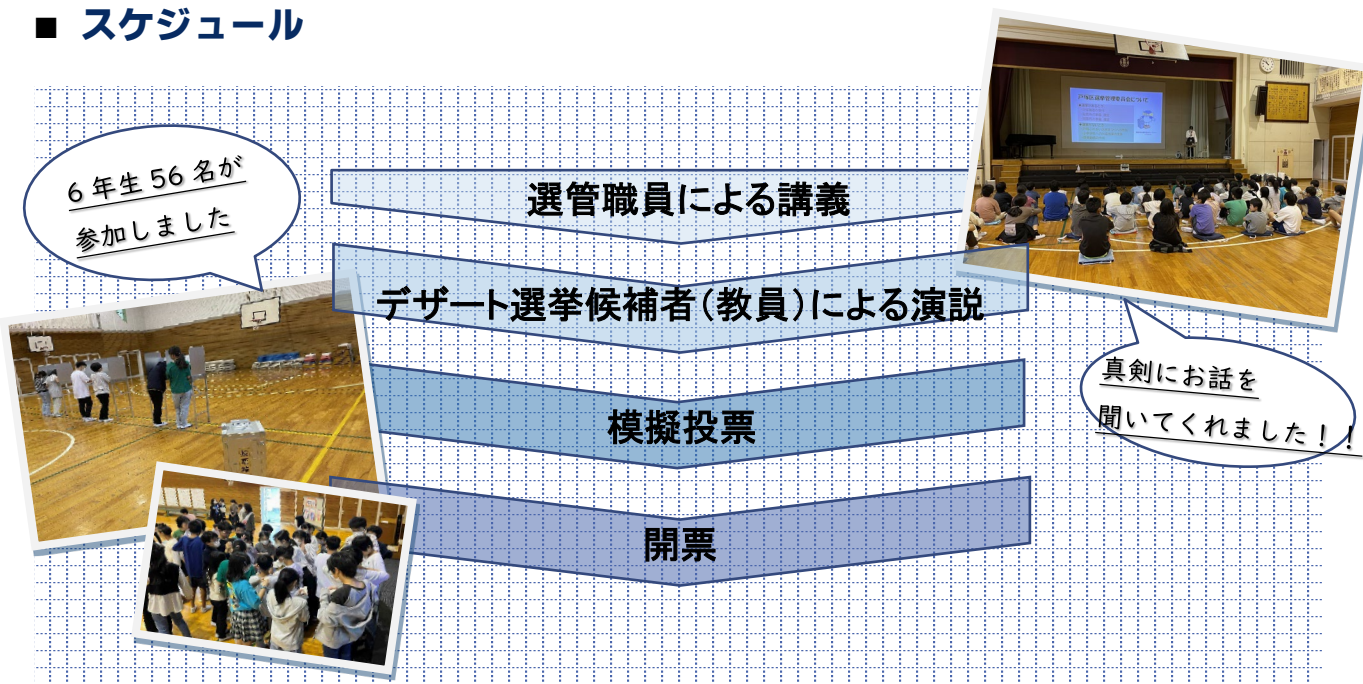 ■ スケジュール
6年生56名が
参加しました
選管職員による講義
デザート選挙候補者(教員)による演説
模擬投票
開票
真剣にお話を
聞いてくれました!!